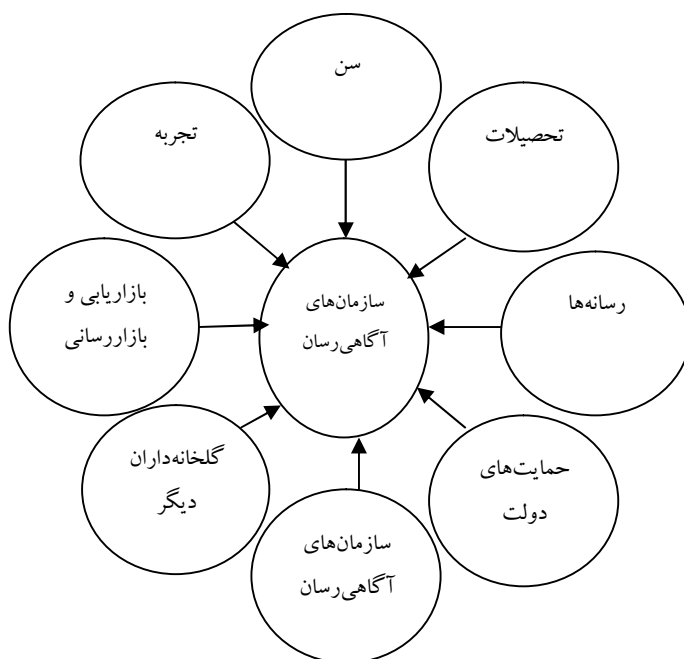 سن
تحصیلات
تجربه
رسانه‌ها
بازاریابی و
بازاررسانی
سازمان‌های
آگاهی‌رسان
حمایت‌های
دولت
گلخانه‌داران
دیگر
سازمان‌های
آگاهی‌رسان